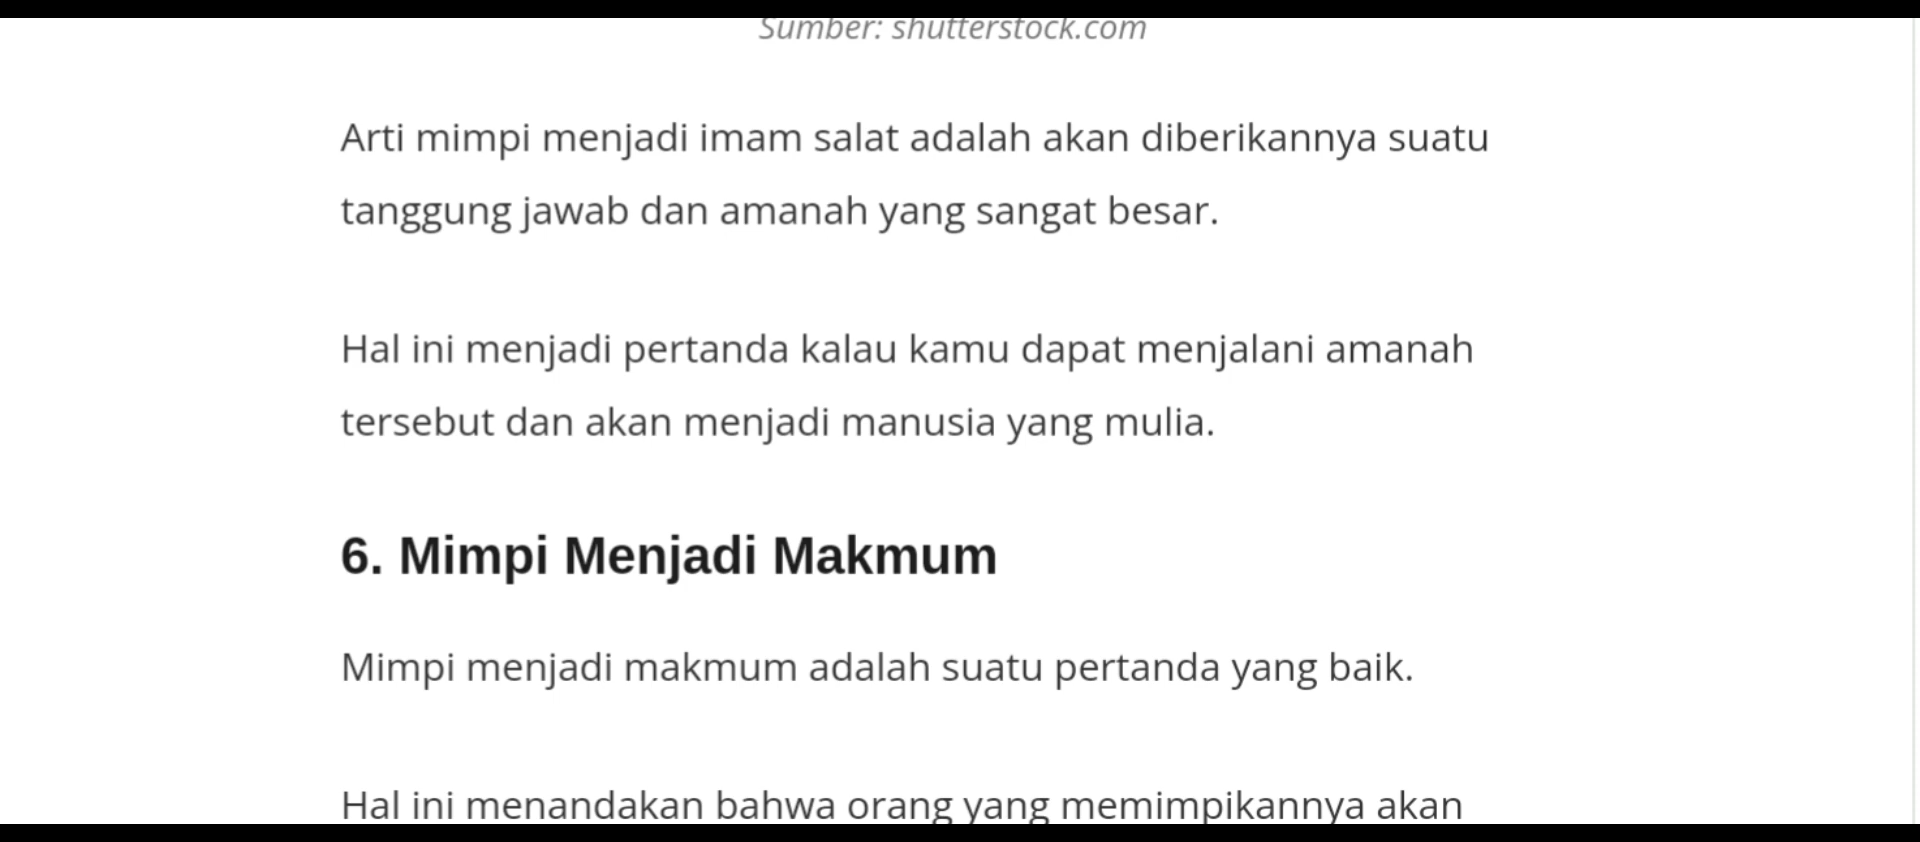 Sumber: shutterstock.com
Arti mimpi menjadi imam salat adalah akan diberikannya suatu
tanggung jawab dan amanah yang sangat besar.
Hal ini menjadi pertanda kalau kamu dapat menjalani amanah
tersebut dan akan menjadi manusia yang mulia.
6. Mimpi Menjadi Makmum
Mimpi menjadi makmum adalah suatu pertanda yang baik.
Hal ini menandakan bahwa orang yang memimpikannya akan